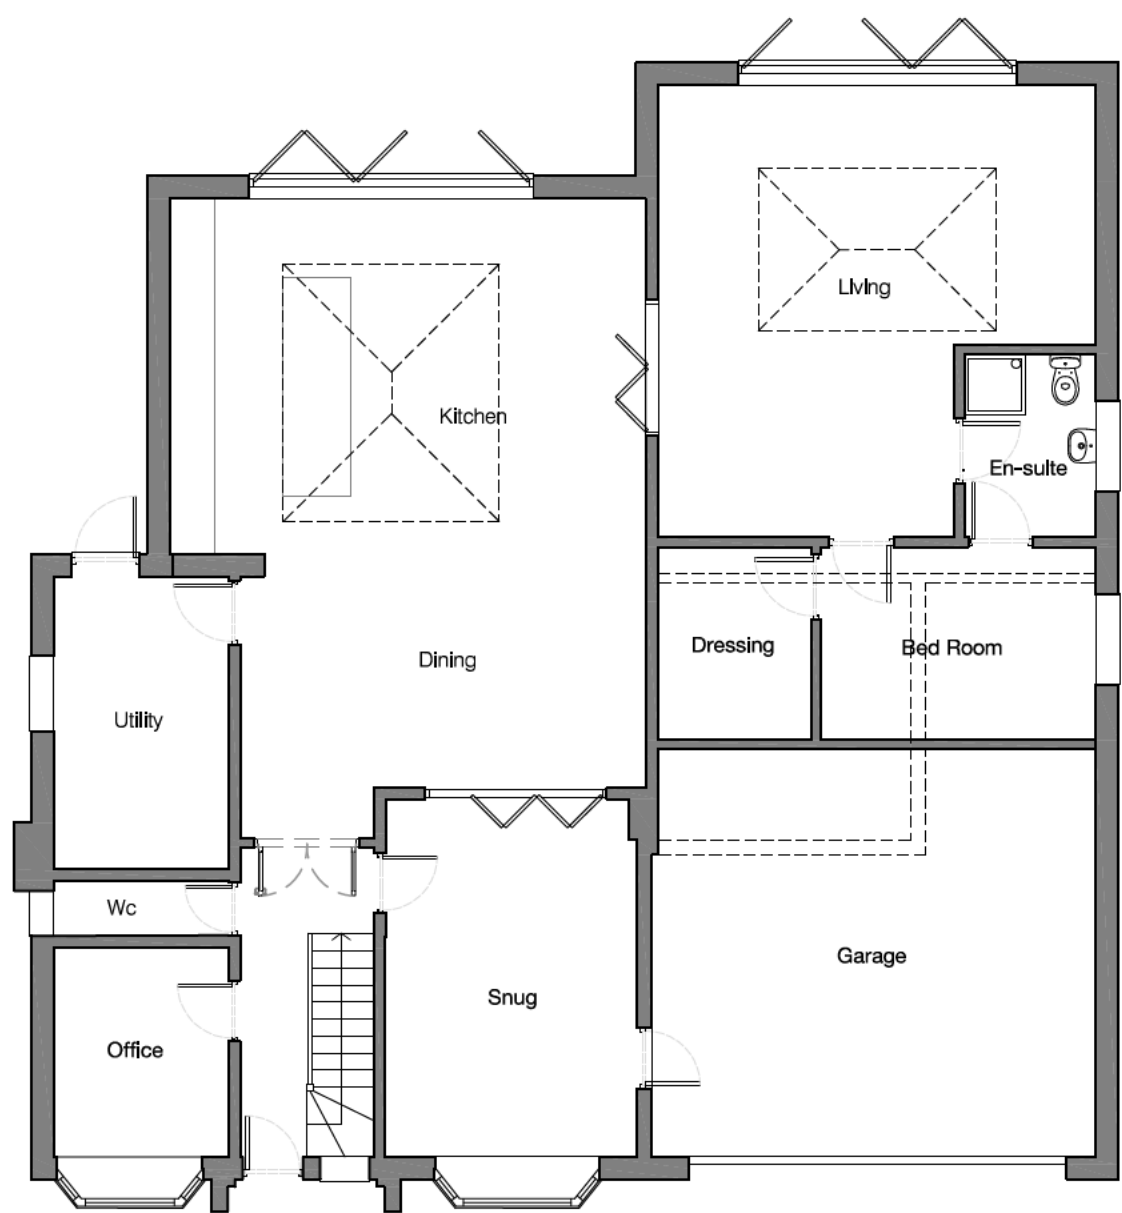 Living
Kitchen
En-suite
Dressing
Bed Room
Dining
Utility
Wc
Garage
Snug
Office